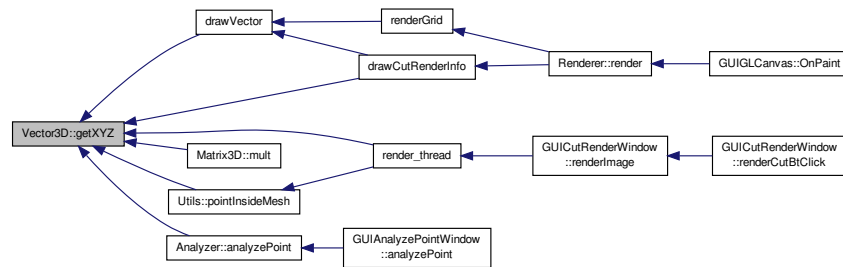 drawVector
renderGrid
drawCutRenderInfo
Renderer::render
GUIGLCanvas::OnPaint
Vector3D::getXYZ
Matrix3D::mult
render_thread
GUICutRenderWindow
::renderImage
GUICutRenderWindow
::renderCutBtClick
Utils::pointInsideMesh
Analyzer::analyzePoint
GUIAnalyzePointWindow
::analyzePoint